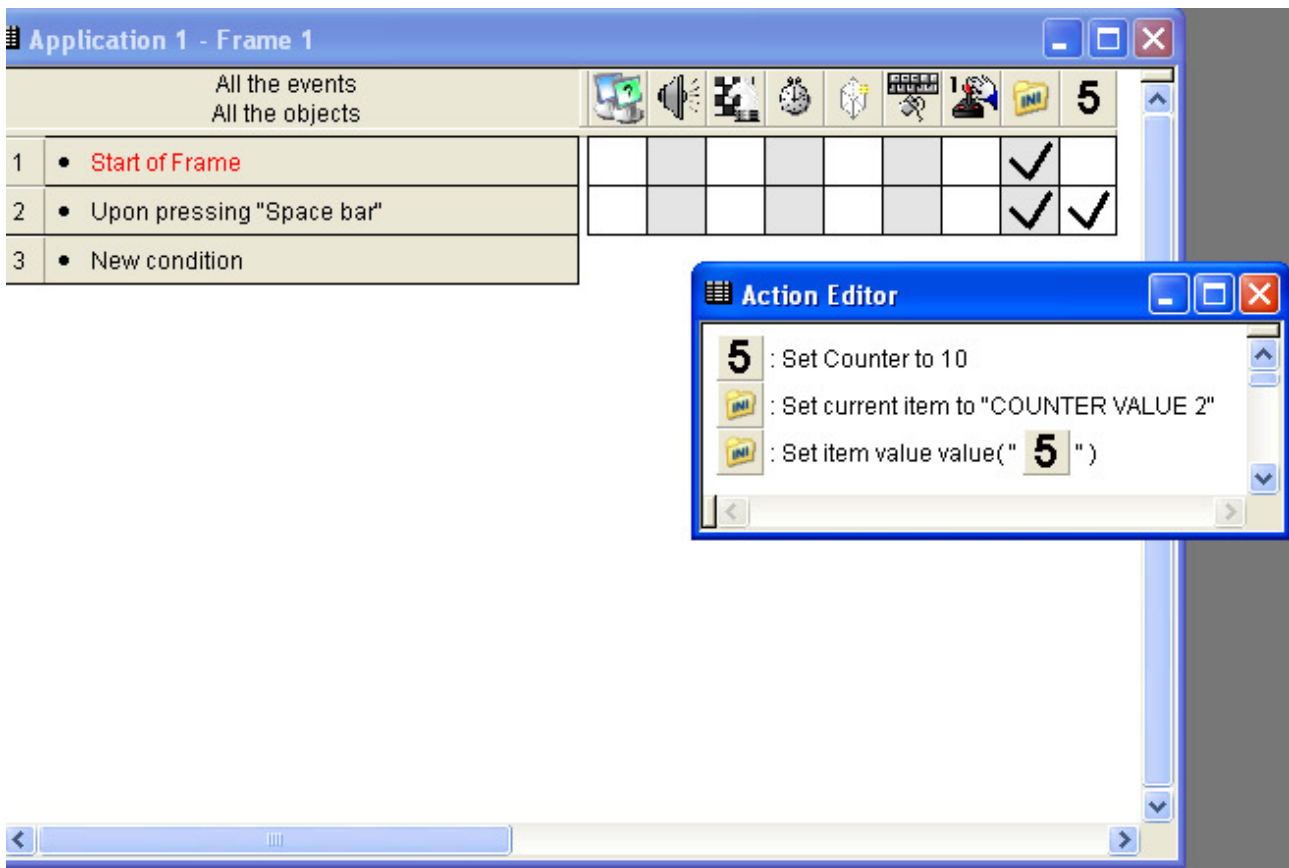 Application 1 - Frame 1
All the events
All the objects
1 • Start of Frame
2 • Upon pressing "Space bar"
3 • New condition
5
Action Editor
5 : Set Counter to 10
INI : Set current item to "COUNTER VALUE 2"
INI : Set item value value( " 5 " )